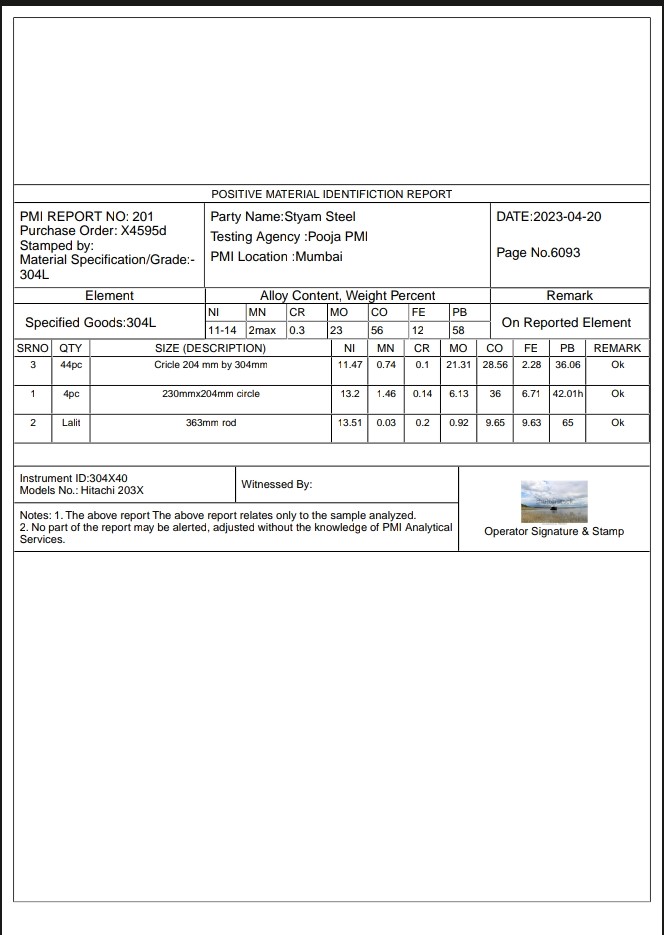 POSITIVE MATERIAL IDENTIFICTION REPORT
PMI REPORT NO: 201
Purchase Order: X4595d
Stamped by:
Material Specification/Grade:-
304L
Party Name:Styam Steel
Testing Agency :Pooja PMI
PMI Location :Mumbai
DATE:2023-04-20
Page No.6093
Element Alloy Content, Weight Percent Remark
Specified Goods:304L
NI MN CR MO CO FE PB
11-14 2max 0.3 23 56 12 58
On Reported Element
SRNO QTY SIZE (DESCRIPTION) NI MN CR MO CO FE PB REMARK
3 44pc Cricle 204 mm by 304mm 11.47 0.74 0.1 21.31 28.56 2.28 36.06 Ok
1 4pc 230mmx204mm circle 13.2 1.46 0.14 6.13 36 6.71 42.01h Ok
2 Lalit 363mm rod 13.51 0.03 0.2 0.92 9.65 9.63 65 Ok
Instrument ID:304X40
Models No.: Hitachi 203X
Witnessed By:
Notes: 1. The above report The above report relates only to the sample analyzed.
2. No part of the report may be alerted, adjusted without the knowledge of PMI Analytical
Services.
Operator Signature & Stamp